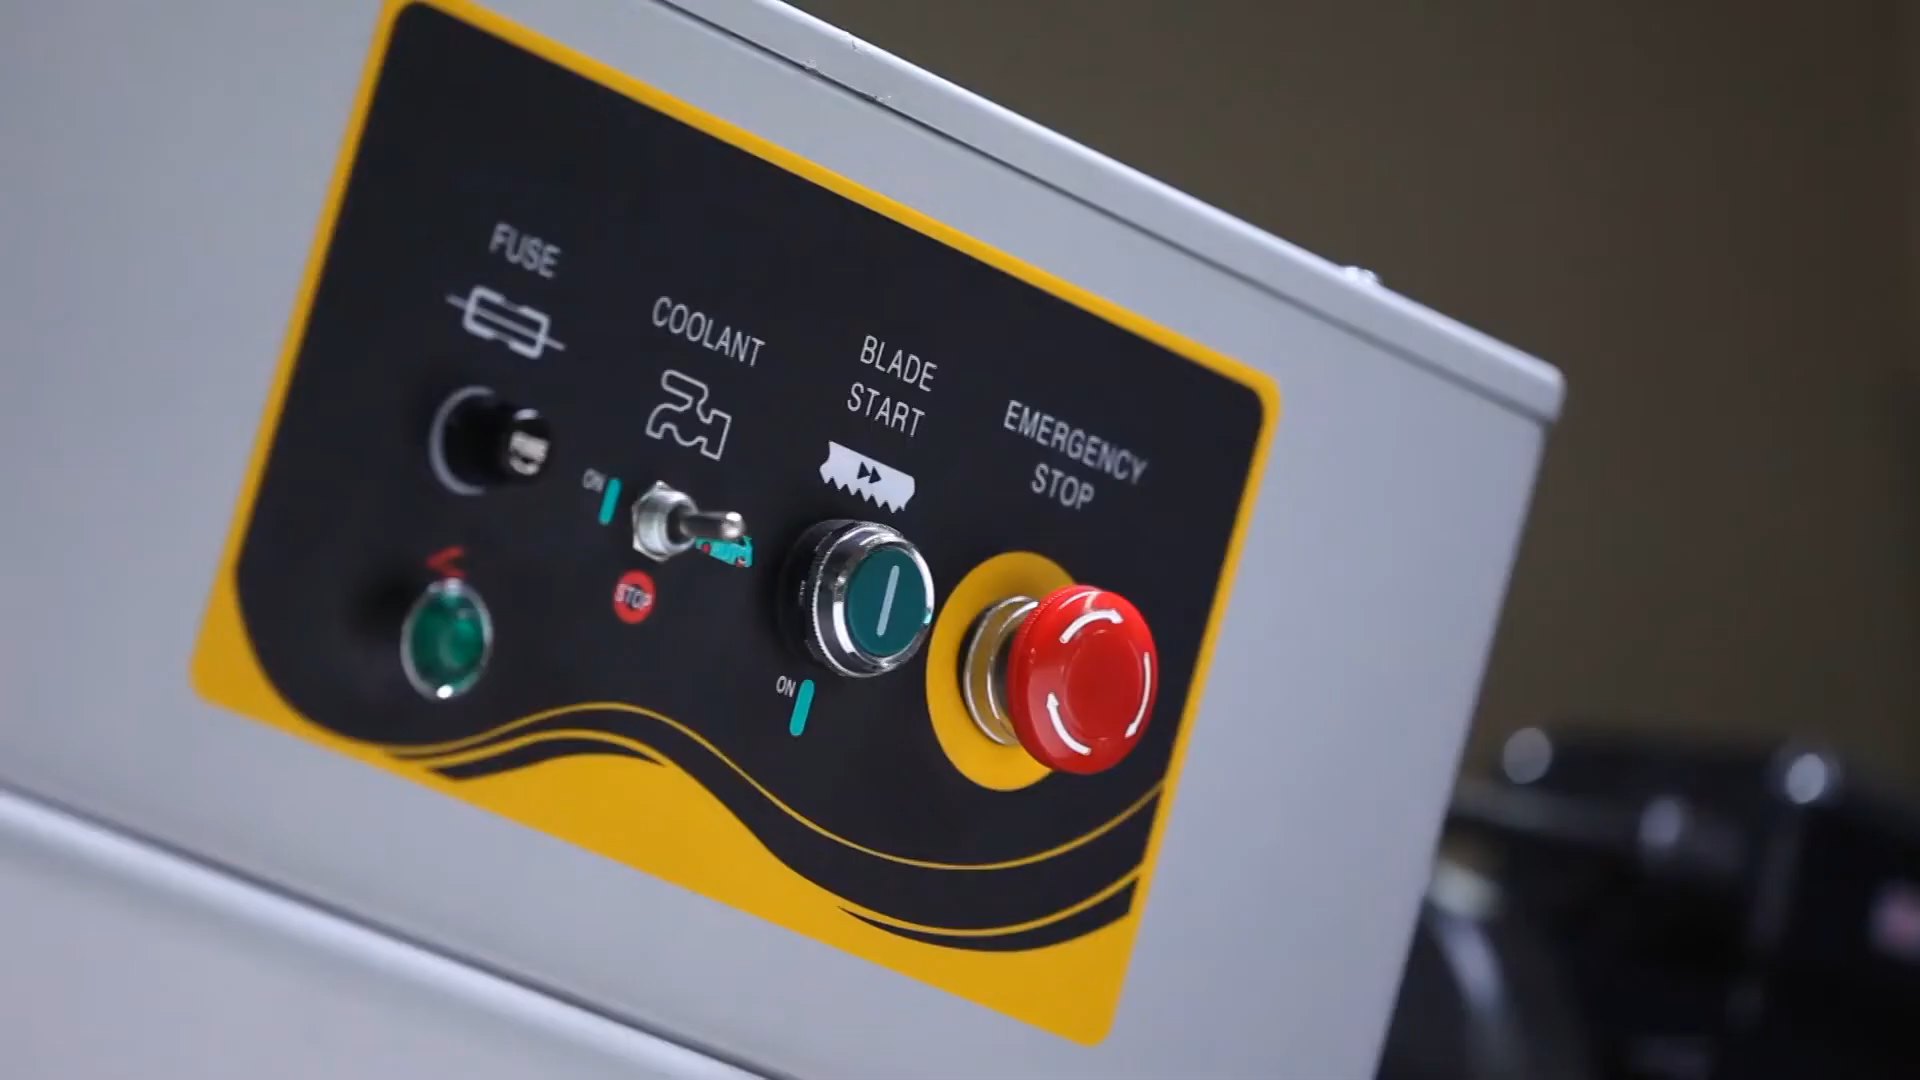 FUSE
COOLANT
BLADE
START
EMERGENCY
STOP
ON
STOP
ON